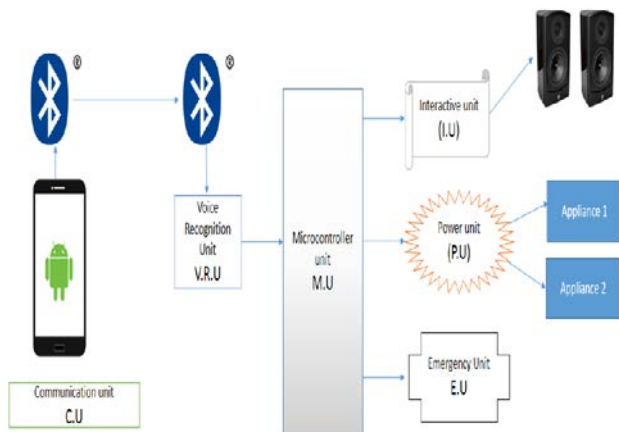 ®
®
Voice
Recognition
Unit
V.R.U
Microcontroller
unit
M.U
Interactive unit
(I.U)
Power unit
(P.U)
Appliance 1
Appliance 2
Emergency Unit
E.U
Communication unit
C.U